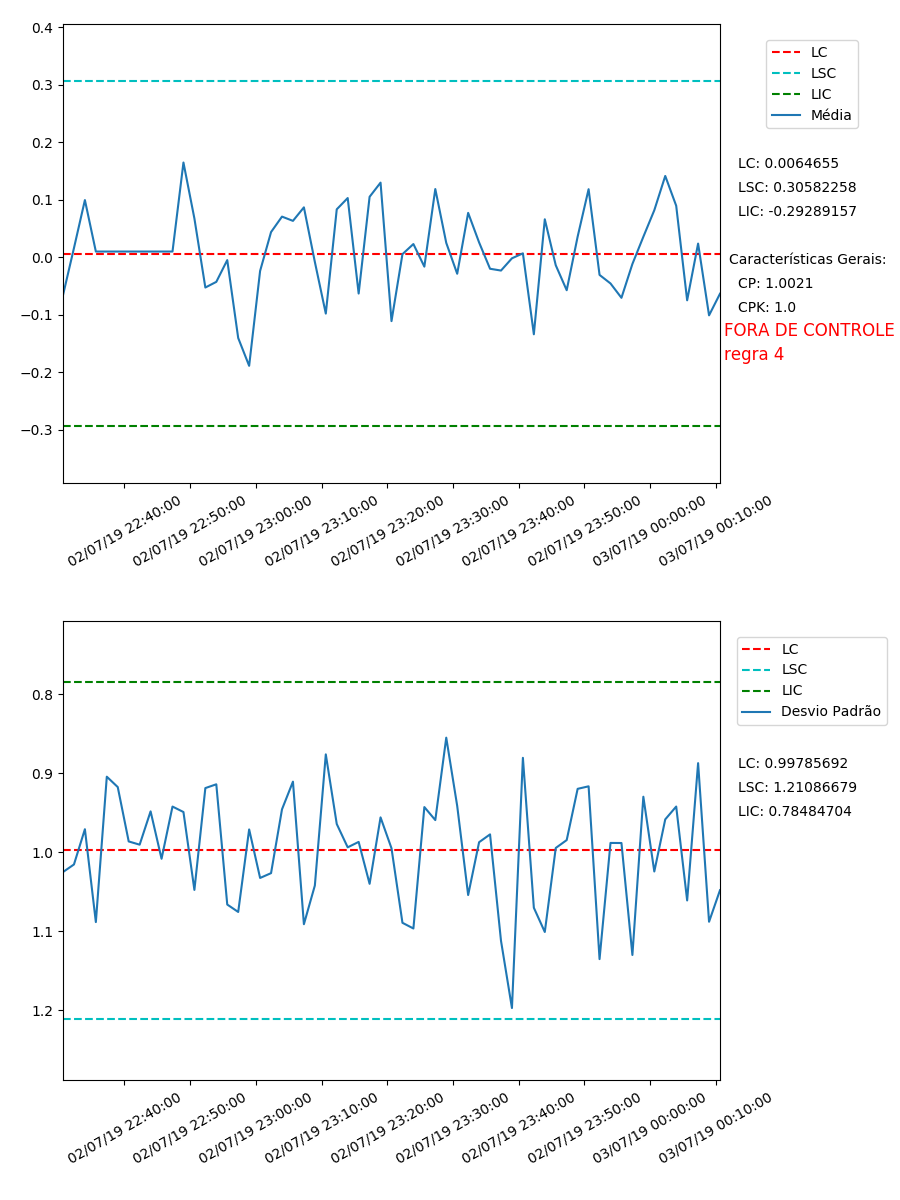 0.4
0.3
0.2
0.1
0.0
−0.1
−0.2
−0.3
02/07/19 22:40:00
02/07/19 22:50:00
02/07/19 23:00:00
02/07/19 23:10:00
02/07/19 23:20:00
02/07/19 23:30:00
02/07/19 23:40:00
02/07/19 23:50:00
03/07/19 00:00:00
03/07/19 00:10:00
LC
LSC
LIC
Média
LC: 0.0064655
LSC: 0.30582258
LIC: -0.29289157
Características Gerais:
CP: 1.0021
CPK: 1.0
FORA DE CONTROLE
regra 4
0.8
0.9
1.0
1.1
1.2
02/07/19 22:40:00
02/07/19 22:50:00
02/07/19 23:00:00
02/07/19 23:10:00
02/07/19 23:20:00
02/07/19 23:30:00
02/07/19 23:40:00
02/07/19 23:50:00
03/07/19 00:00:00
03/07/19 00:10:00
LC
LSC
LIC
Desvio Padrão
LC: 0.99785692
LSC: 1.21086679
LIC: 0.78484704